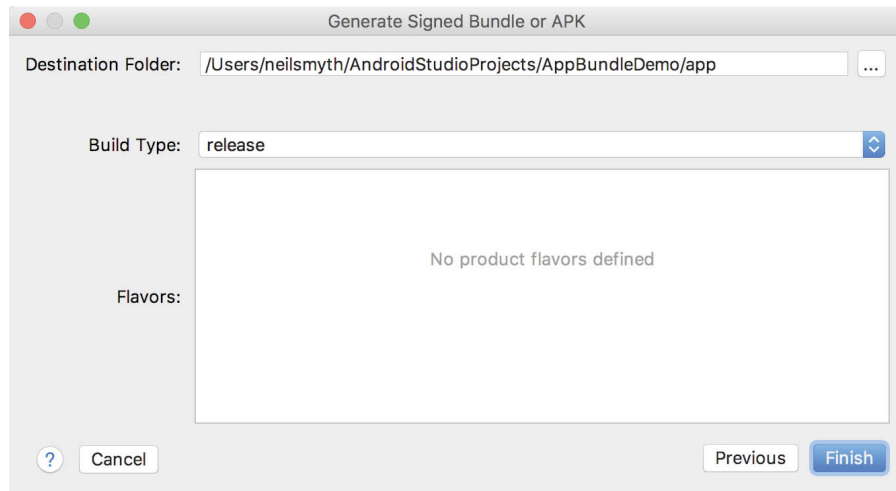 Generate Signed Bundle or APK
Destination Folder: /Users/neilsmyth/AndroidStudioProjects/AppBundleDemo/app ...
Build Type: release
No product flavors defined
Flavors:
? Cancel Previous Finish